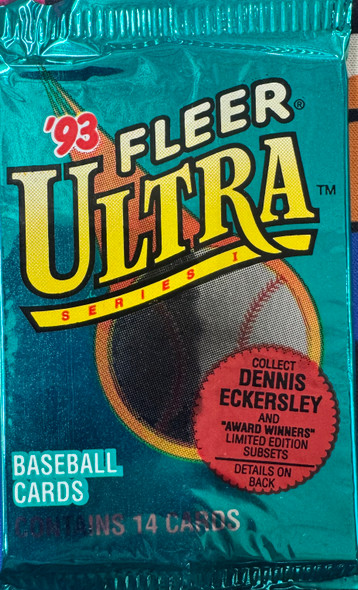 '93 FLEER®
ULTRA™
SERIES I
COLLECT
DENNIS
ECKERSLEY
AND
"AWARD WINNERS"
LIMITED EDITION
SUBSETS
DETAILS ON
BACK
BASEBALL
CARDS
CONTAINS 14 CARDS